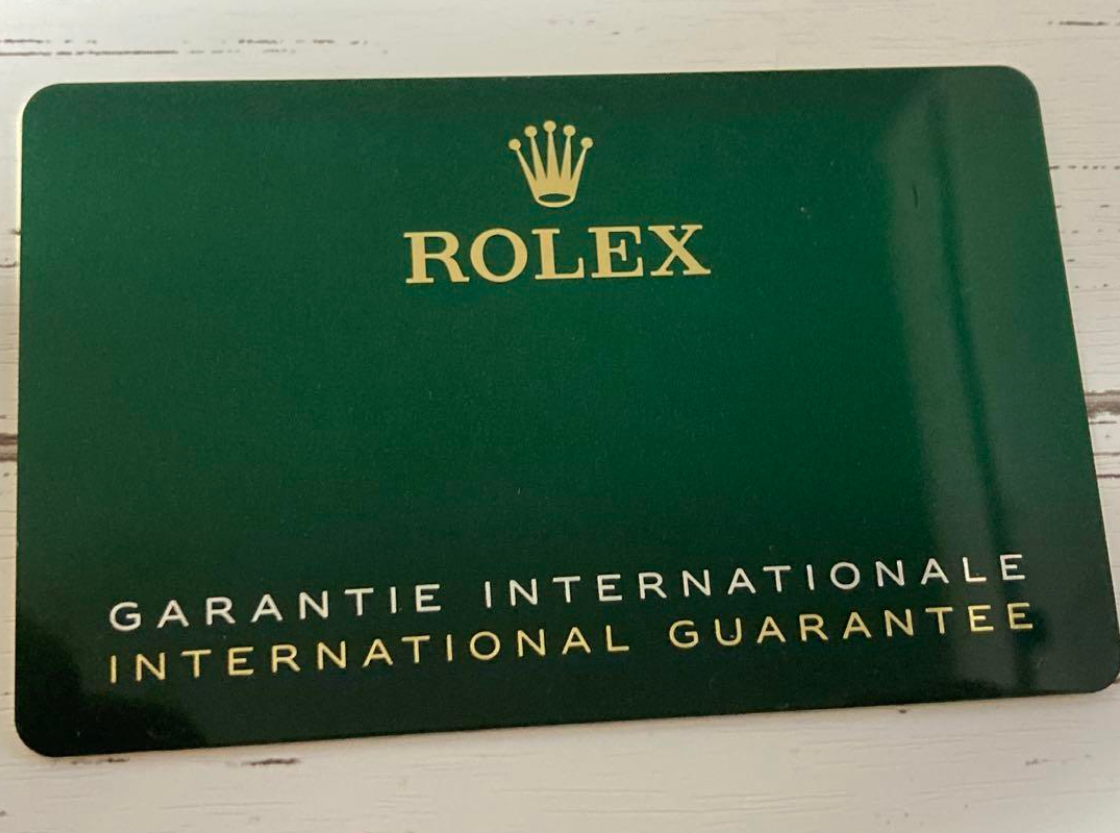 ROLEX
GARANTIE INTERNATIONALE
INTERNATIONAL GUARANTEE